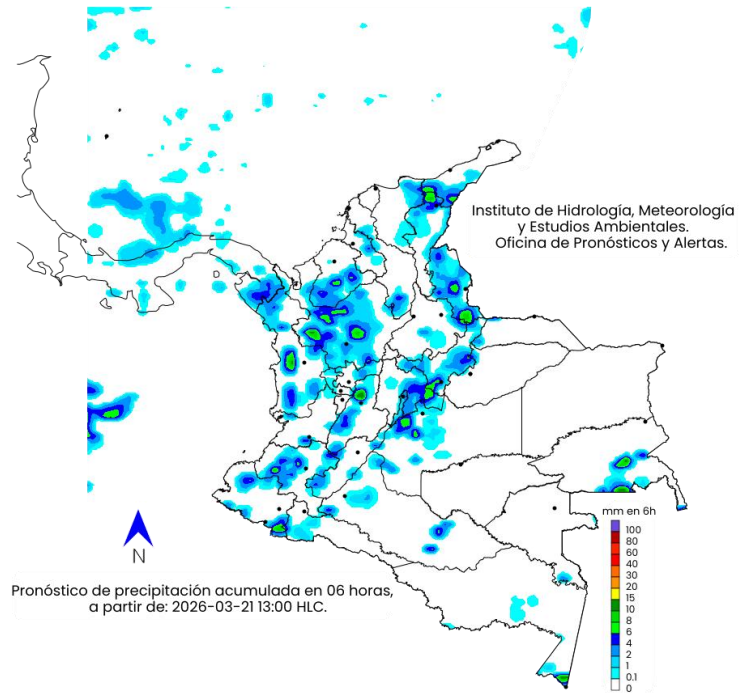 Instituto de Hidrología, Meteorología
y Estudios Ambientales.
Oficina de Pronósticos y Alertas.
N
mm en 6h
100
80
60
40
30
20
15
10
8
6
4
2
1
0.1
0
Pronóstico de precipitación acumulada en 06 horas,
a partir de: 2026-03-21 13:00 HLC.